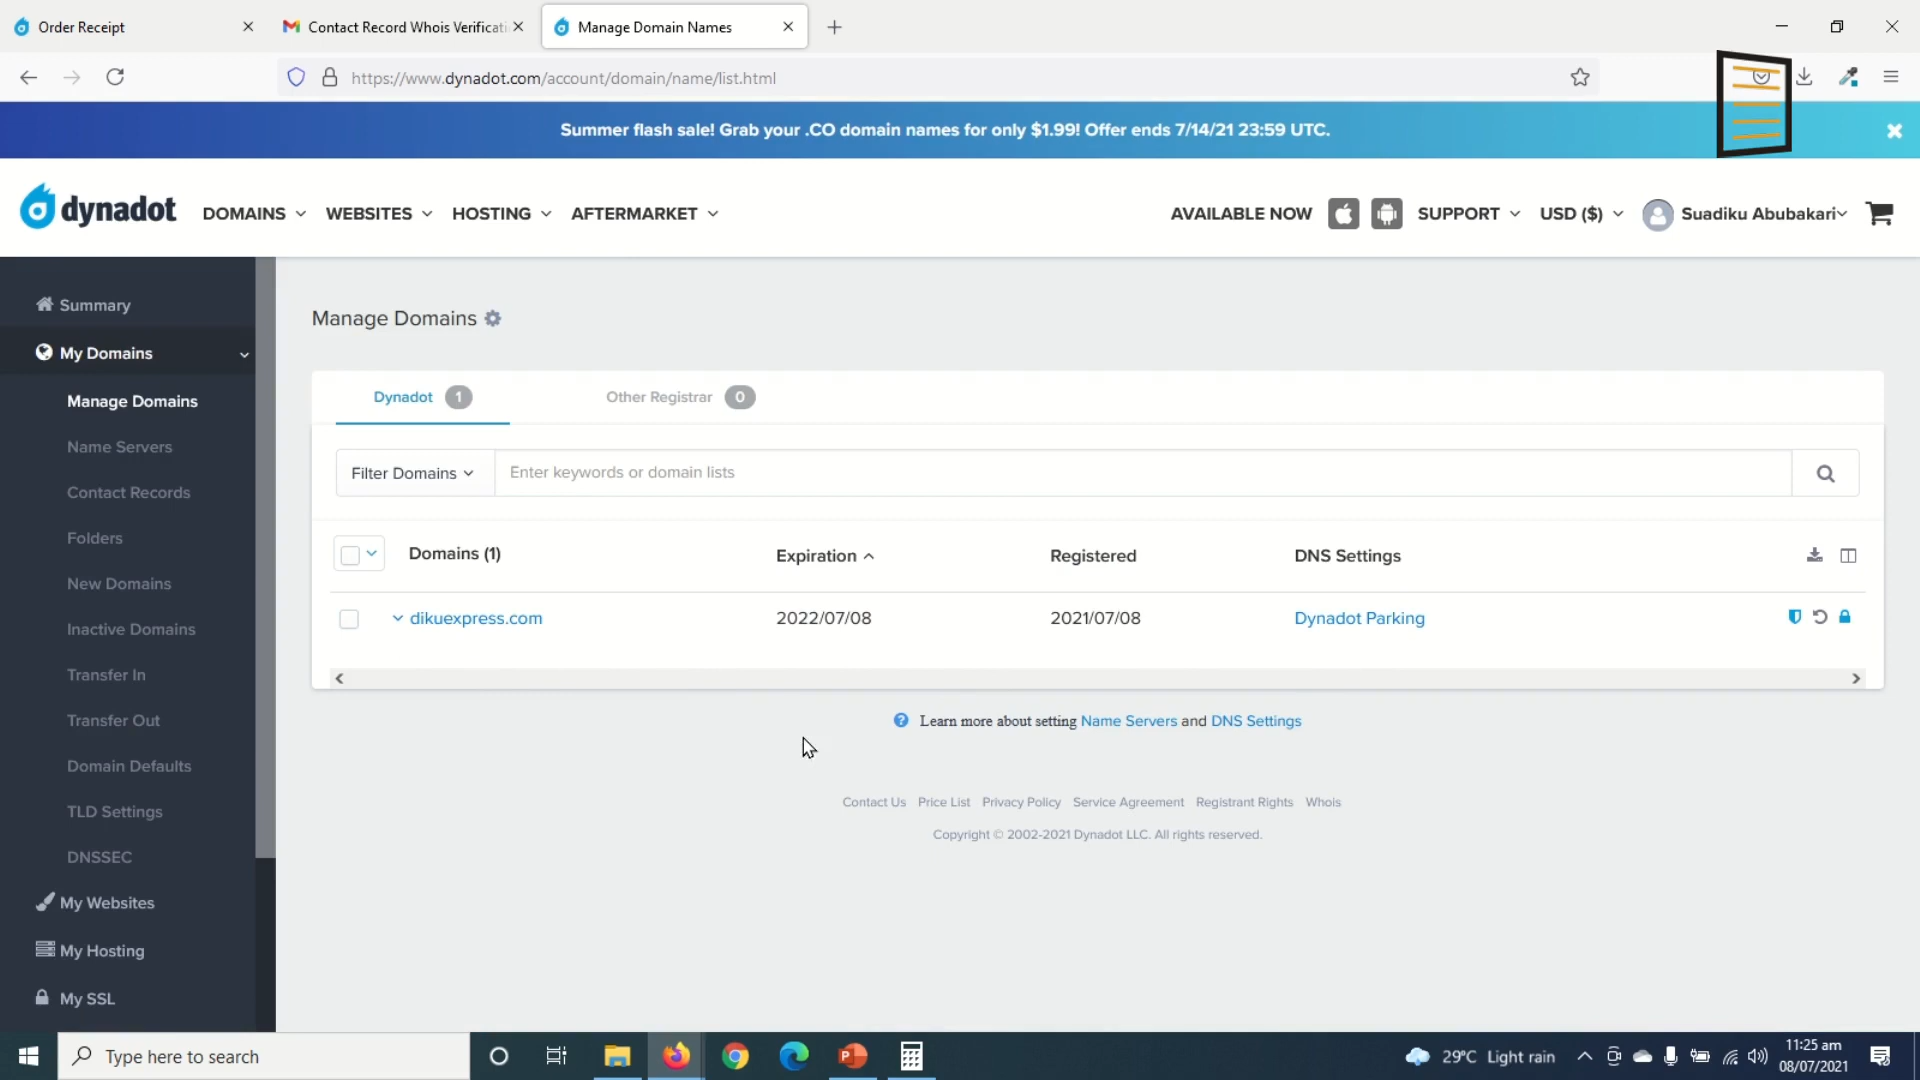 Order Receipt
Contact Record Whois Verificati
Manage Domain Names
https://www.dynadot.com/account/domain/name/list.html
Summer flash sale! Grab your .CO domain names for only $1.99! Offer ends 7/14/21 23:59 UTC.
dynadot DOMAINS WEBSITES HOSTING AFTERMARKET AVAILABLE NOW SUPPORT USD ($) Suadiku Abubakari
Summary
My Domains
Manage Domains
Name Servers
Contact Records
Folders
New Domains
Inactive Domains
Transfer In
Transfer Out
Domain Defaults
TLD Settings
DNSSEC
My Websites
My Hosting
My SSL
Manage Domains
Dynadot 1 Other Registrar 0
Filter Domains Enter keywords or domain lists
Domains (1) Expiration Registered DNS Settings
dikuexpress.com 2022/07/08 2021/07/08 Dynadot Parking
Learn more about setting Name Servers and DNS Settings
Contact Us Price List Privacy Policy Service Agreement Registrant Rights Whois
Copyright © 2002-2021 Dynadot LLC. All rights reserved.
Type here to search
29°C Light rain
11:25 am
08/07/2021